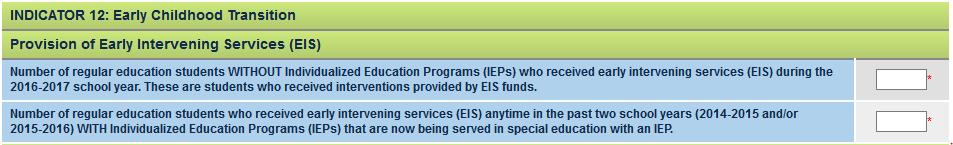 INDICATOR 12: Early Childhood Transition
Provision of Early Intervening Services (EIS)
Number of regular education students WITHOUT Individualized Education Programs (IEPs) who received early intervening services (EIS) during the
2016-2017 school year. These are students who received interventions provided by EIS funds.
*
Number of regular education students who received early intervening services (EIS) anytime in the past two school years (2014-2015 and/or
2015-2016) WITH Individualized Education Programs (IEPs) that are now being served in special education with an IEP.
*
.